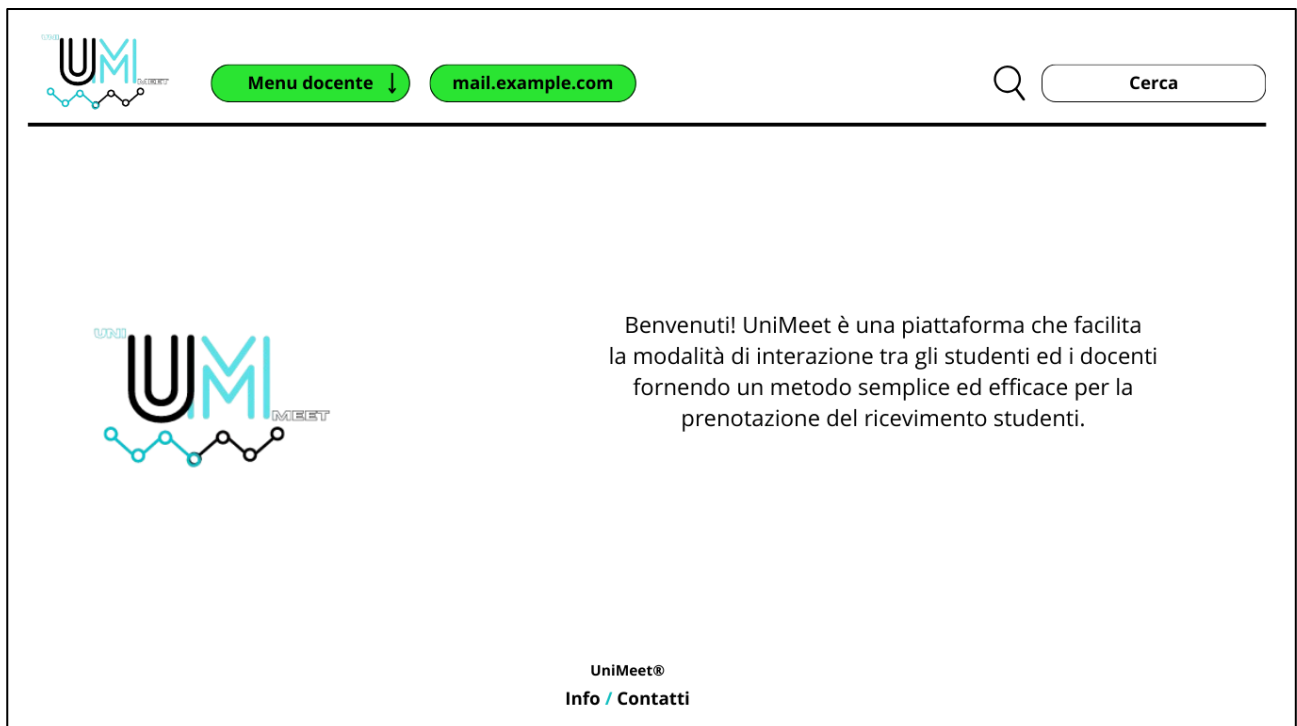 UNI
UM
MEET
Menu docente ↓
mail.example.com
Cerca
UNI
UM
MEET
Benvenuti! UniMeet è una piattaforma che facilita
la modalità di interazione tra gli studenti ed i docenti
fornendo un metodo semplice ed efficace per la
prenotazione del ricevimento studenti.
UniMeet®
Info / Contatti